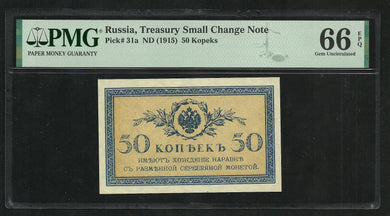 PMG
PAPER MONEY GUARANTY
Russia, Treasury Small Change Note
Pick# 31a ND (1915) 50 Kopeks
66 EPQ
Gem Uncirculated
50 КОПѢЕКЪ 50
ИМѢЮТЪ ХОЖДЕНІЕ НАРАВНѢ
СЪ РАЗМѢННОЙ СЕРЕБРЯНОЙ МОНЕТОЙ.